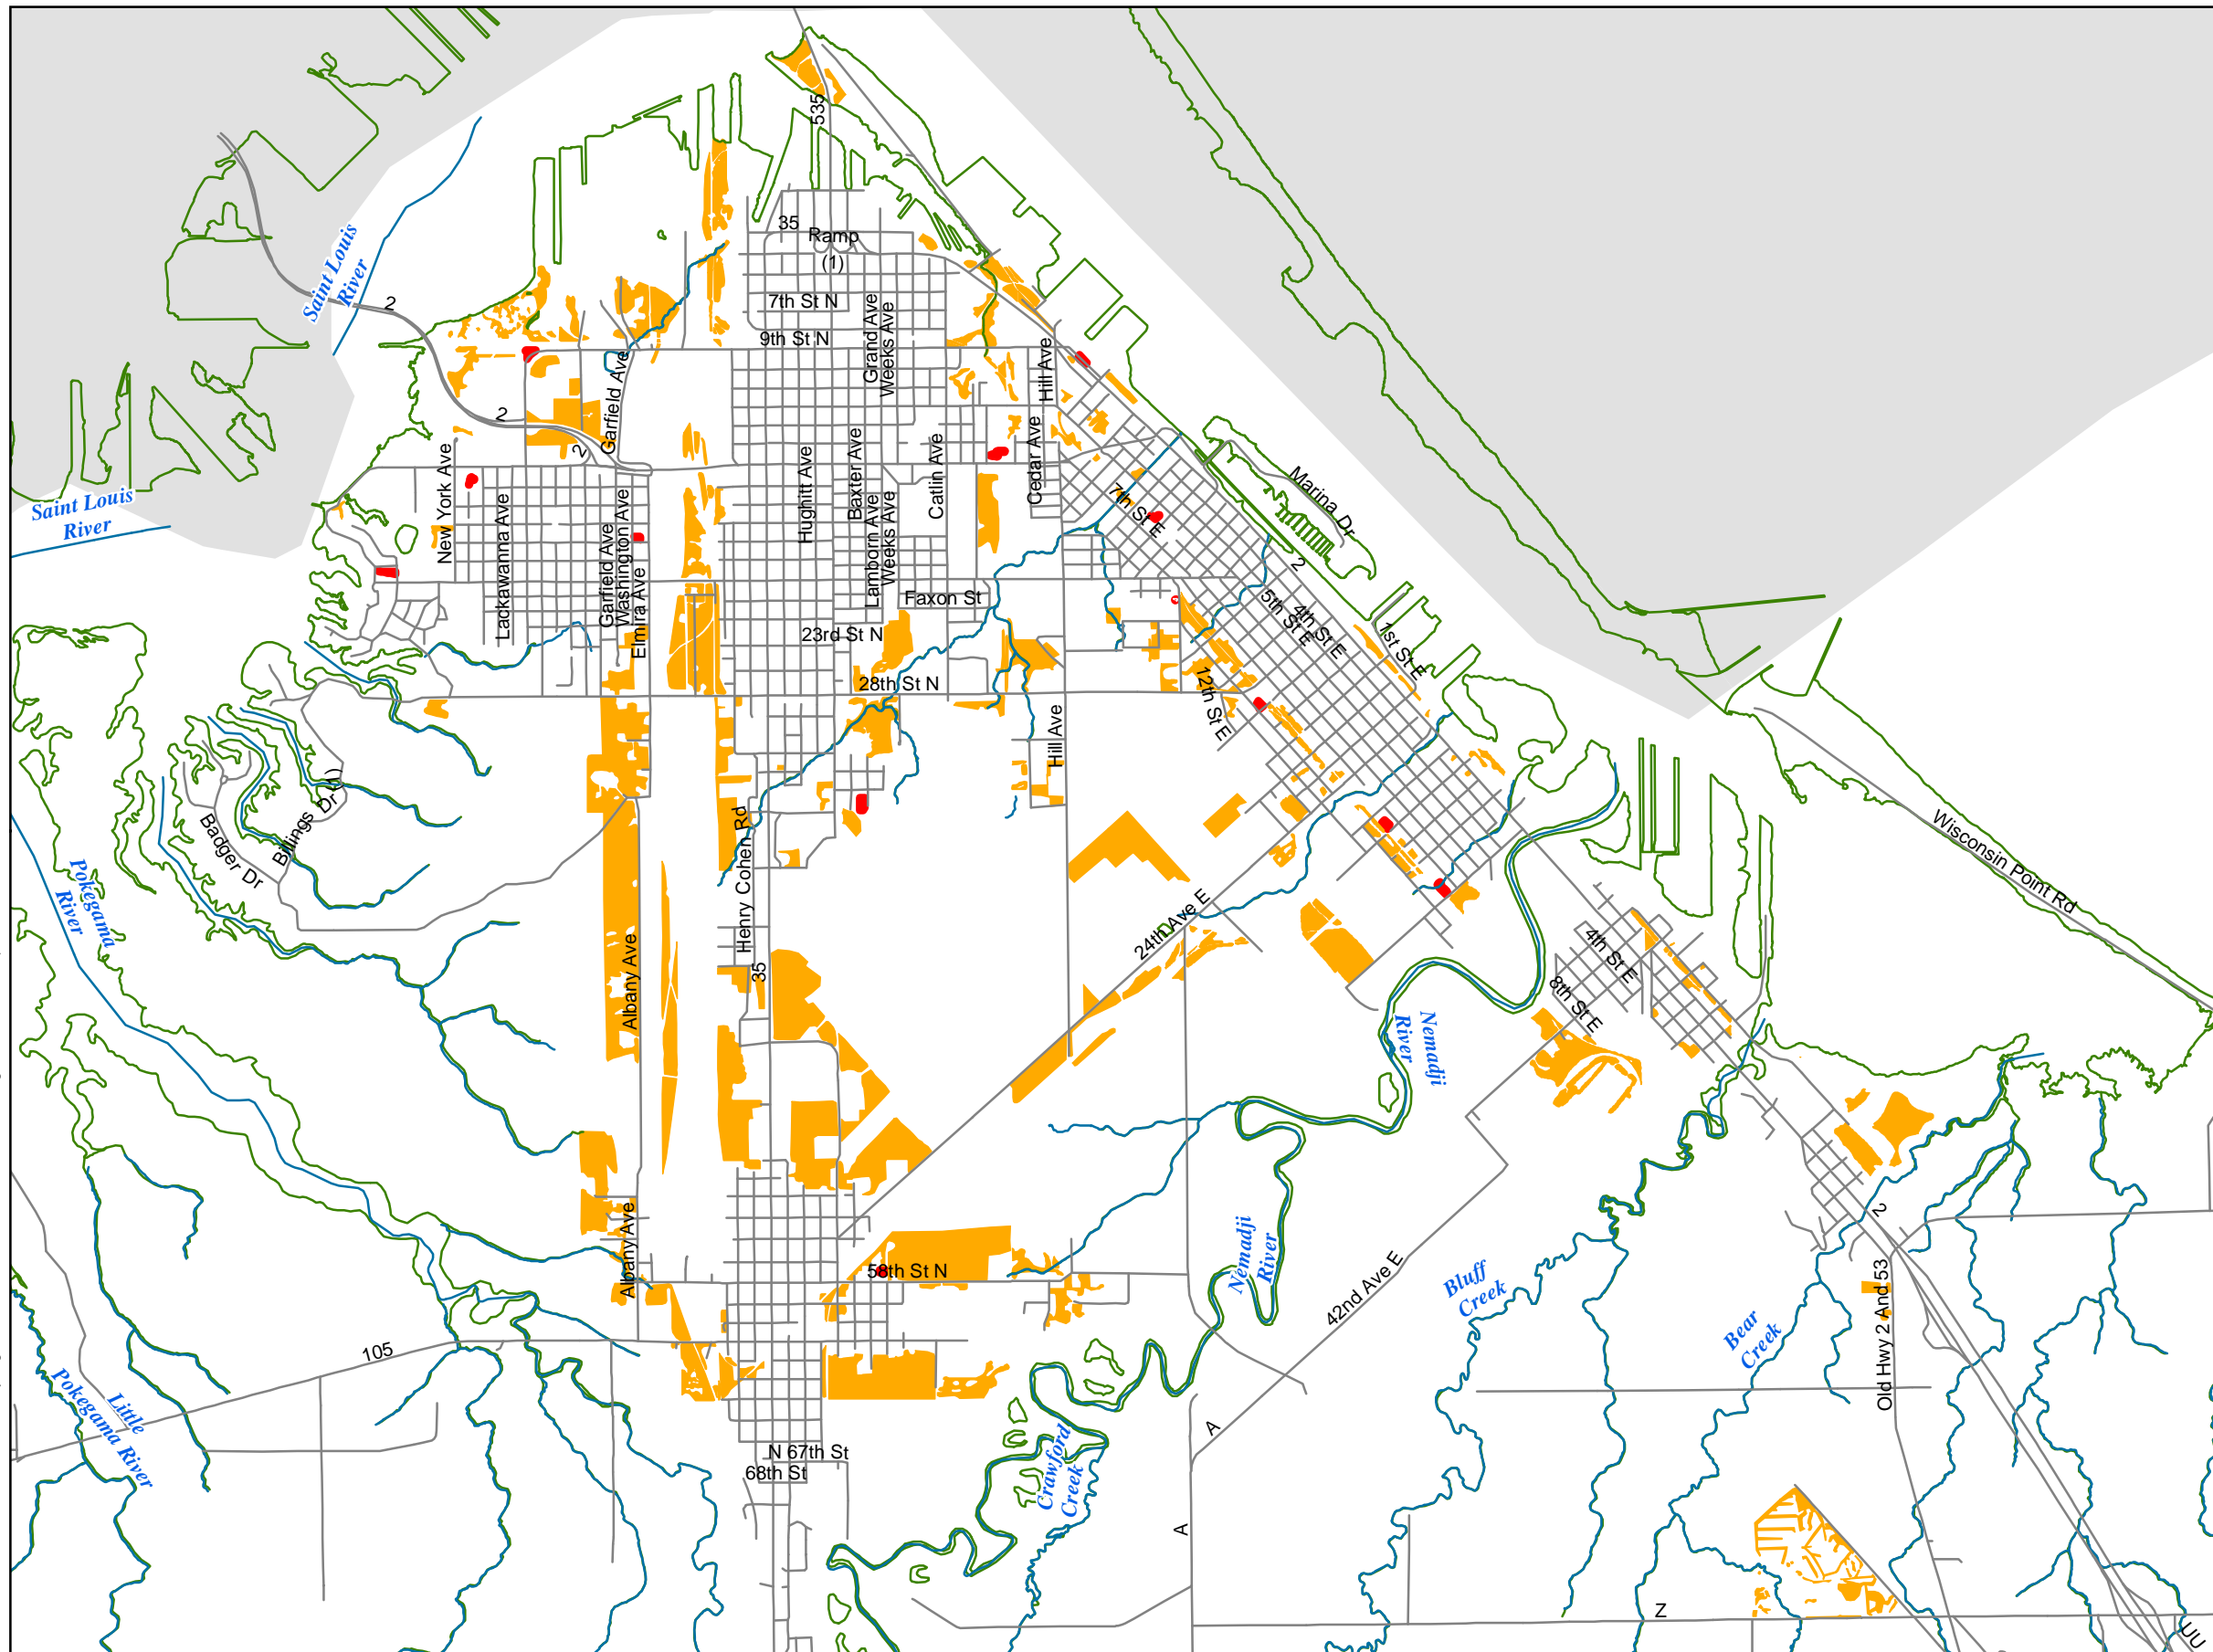 535
35
Ramp
(1)
Saint Louis
River
2
7th St N
9th St N
Grand Ave
Weeks Ave
Hill Ave
Garfield Ave
2
2
New York Ave
Lackawanna Ave
Garfield Ave
Washington Ave
Elmira Ave
Hughitt Ave
Baxter Ave
Lamborn Ave
Weeks Ave
Catlin Ave
Cedar Ave
7th St E
Marina Dr
2
Saint Louis
River
Faxon St
23rd St N
28th St N
5th St E
4th St E
1st St E
12th St E
Hill Ave
Billings Dr (1)
Badger Dr
Pokegama
River
Henry Cohen Rd
35
Albany Ave
24th Ave E
Wisconsin Point Rd
4th St E
8th St E
Nemadji
River
Albany Ave
58th St N
Nemadji
River
42nd Ave E
Bluff
Creek
Bear
Creek
2
Old Hwy 2 And 53
105
Little
Pokegama River
N 67th St
68th St
Crawford
Creek
A
A
Z
UU